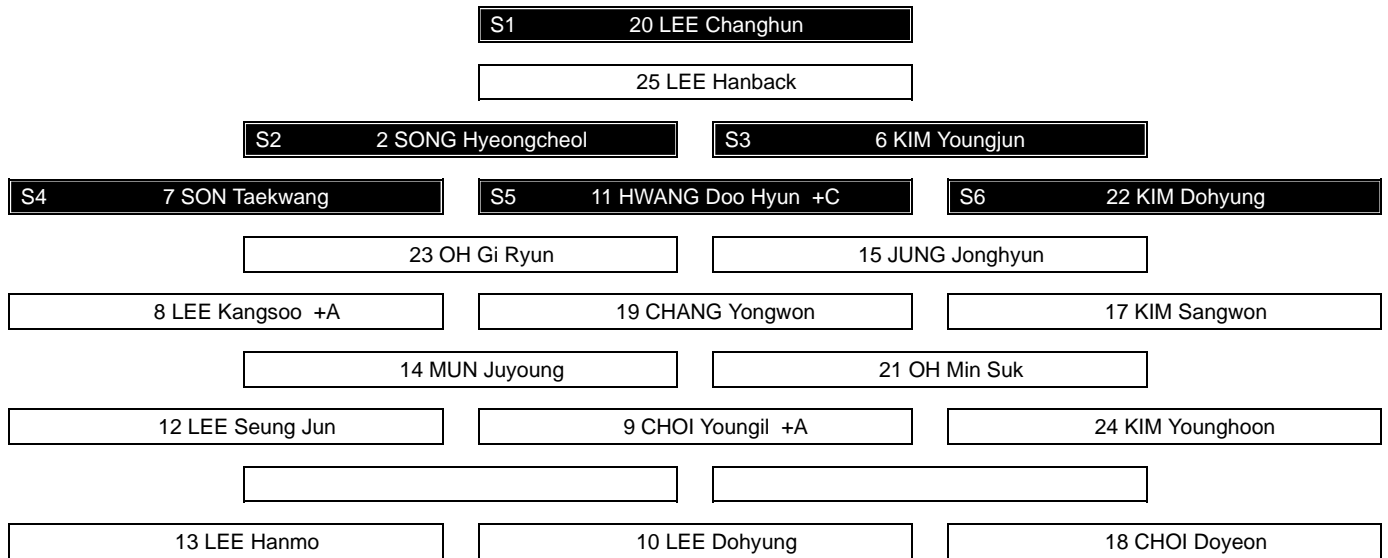 S1 20 LEE Changhun
25 LEE Hanback
S2 2 SONG Hyeongcheol S3 6 KIM Youngjun
S4 7 SON Taekwang S5 11 HWANG Doo Hyun +C S6 22 KIM Dohyung
23 OH Gi Ryun 15 JUNG Jonghyun
8 LEE Kangsoo +A 19 CHANG Yongwon 17 KIM Sangwon
14 MUN Juyoung 21 OH Min Suk
12 LEE Seung Jun 9 CHOI Youngil +A 24 KIM Younghoon
13 LEE Hanmo 10 LEE Dohyung 18 CHOI Doyeon